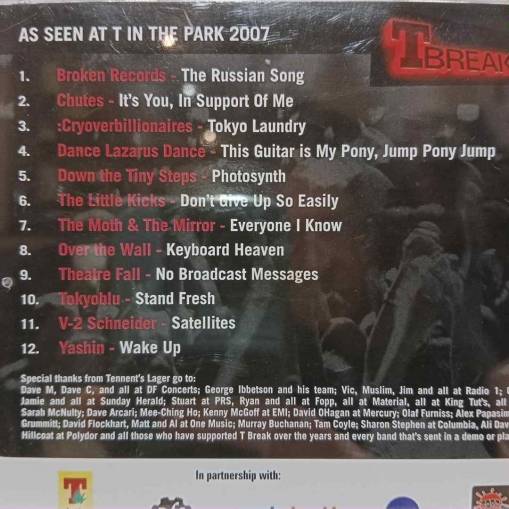 AS SEEN AT T IN THE PARK 2007
T BREAK
1. Broken Records - The Russian Song
2. Chutes - It's You, In Support Of Me
3. :Cryoverbillionaires - Tokyo Laundry
4. Dance Lazarus Dance - This Guitar is My Pony, Jump Pony Jump
5. Down the Tiny Steps - Photosynth
6. The Little Kicks - Don't Give Up So Easily
7. The Moth & The Mirror - Everyone I Know
8. Over the Wall - Keyboard Heaven
9. Theatre Fall - No Broadcast Messages
10. Tokyoblu - Stand Fresh
11. V-2 Schneider - Satellites
12. Yashin - Wake Up
Special thanks from Tennent's Lager go to:
Dave M, Dave C, and all at DF Concerts; George Ibbetson and his team; Vic, Muslim, Jim and all at Radio 1;
Jamie and all at Sunday Herald; Stuart at PRS, Ryan and all at Fopp, all at Material, all at King Tut's, all
Sarah McNulty; Dave Arcari; Mee-Ching Ho; Kenny McGoff at EMI; David OHagan at Mercury; Olaf Furniss; Alex
Grummitt; David Flockhart, Matt and Al at One Music; Murray Buchanan; Tam Coyle; Sharon Stephen at Columbia, Ali
Hillcoat at Polydor and all those who have supported T Break over the years and every band that's sent in a demo or
In partnership with:
T